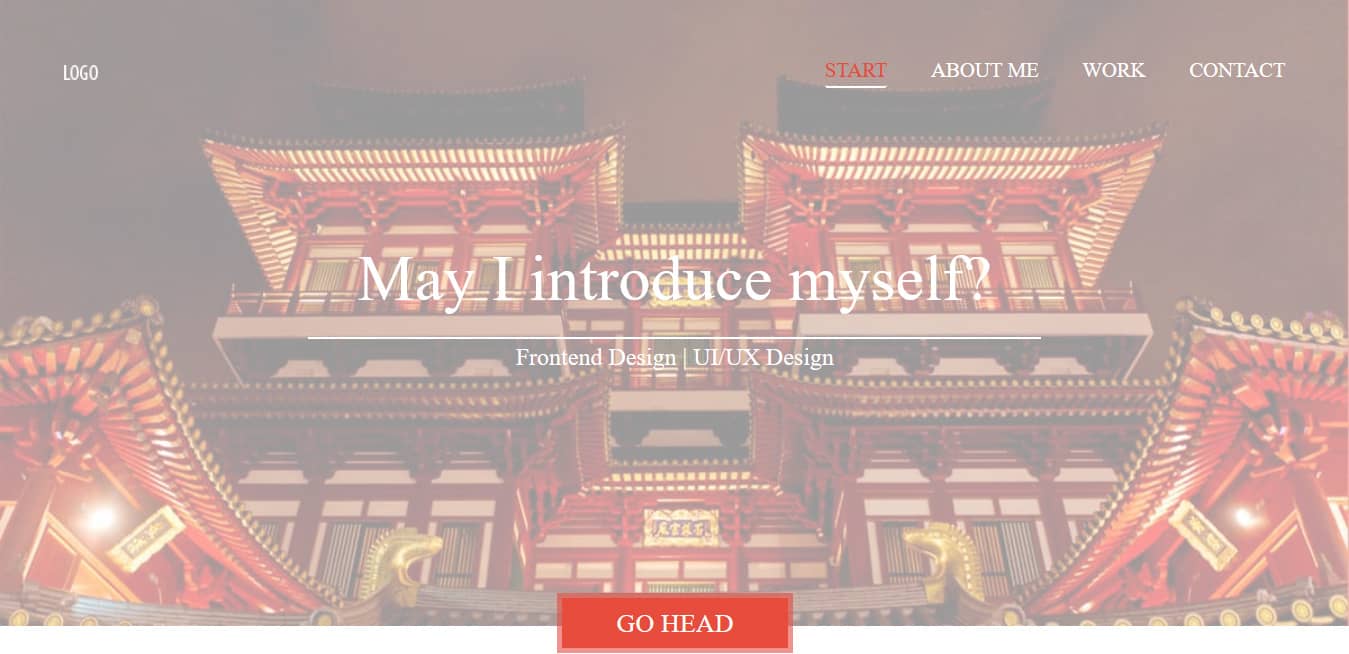 LOGO
START ABOUT ME WORK CONTACT
May I introduce myself?
Frontend Design | UI/UX Design
GO HEAD